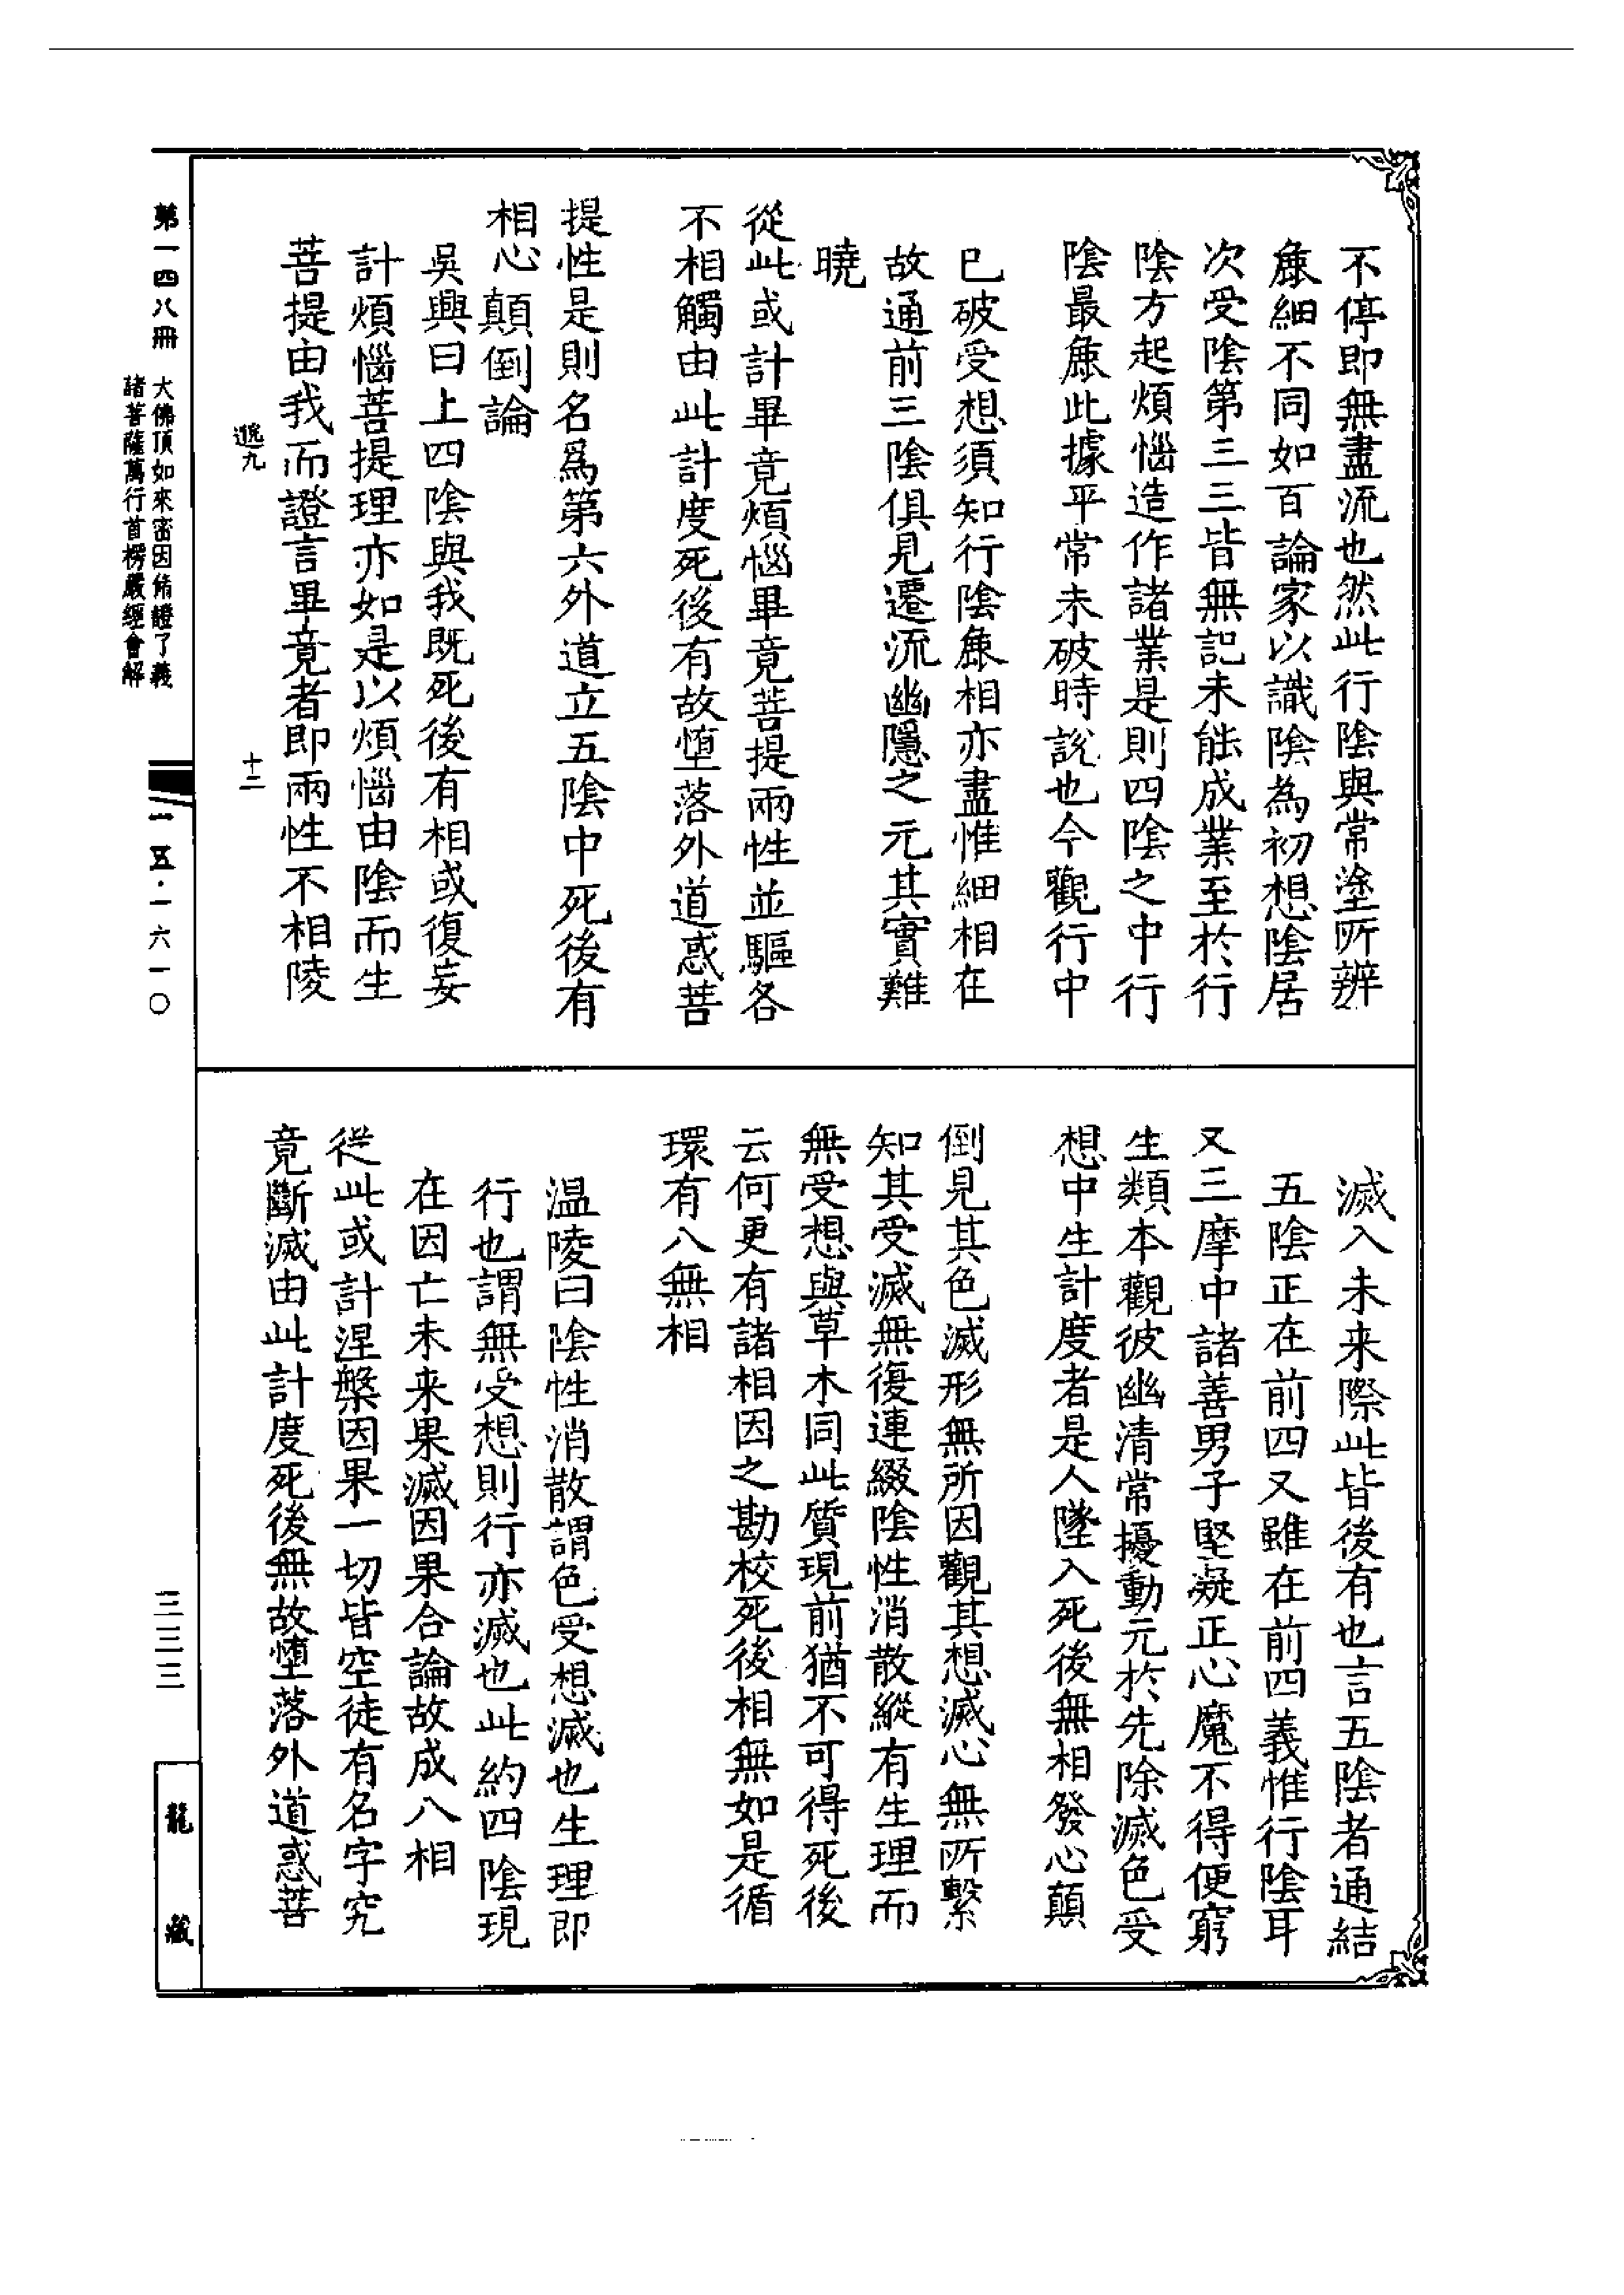 不停即無盡流也然此行陰與常塗所辨
麁細不同如百論家以識陰為初想陰居
次受陰第三三皆無記未能成業至於行
陰方起煩惱造作諸業是則四陰之中行
陰最麁此據平常未破時說也今觀行中
已破受想須知行陰麁相亦盡惟細相在
故通前三陰俱見遷流幽隱之元其實難
曉
從此或計畢竟煩惱畢竟菩提兩性並驅各
不相觸由此計度死後有故墮落外道惑菩
提性是則名爲第六外道立五陰中死後有
相心顛倒論
吳興曰上四陰與我既死後有相或復妄
計煩惱菩提理亦如是以煩惱由陰而生
菩提由我而證言畢竟者即兩性不相陵
遯九
十二
滅入未来際此皆後有也言五陰者通結
五陰正在前四又雖在前四義惟行陰耳
又三摩中諸善男子堅凝正心魔不得便窮
生類本觀彼幽清常擾動元於先除滅色受
想中生計度者是人墜入死後無相發心顛
倒見其色滅形無所因觀其想滅心無所繫
知其受滅無復連綴陰性消散縱有生理而
無受想與草木同此質現前猶不可得死後
云何更有諸相因之勘校死後相無如是循
環有八無相
温陵曰陰性消散謂色受想滅也生理即
行也謂無受想則行亦滅也此約四陰現
在因亡未来果滅因果合論故成八相
從此或計涅槃因果一切皆空徒有名字究
竟斷滅由此計度死後無故墮落外道惑菩
第一四八冊
大佛頂如來密因脩證了義
諸菩薩萬行首楞嚴經會解
一五·一六一〇
三三三
龍藏